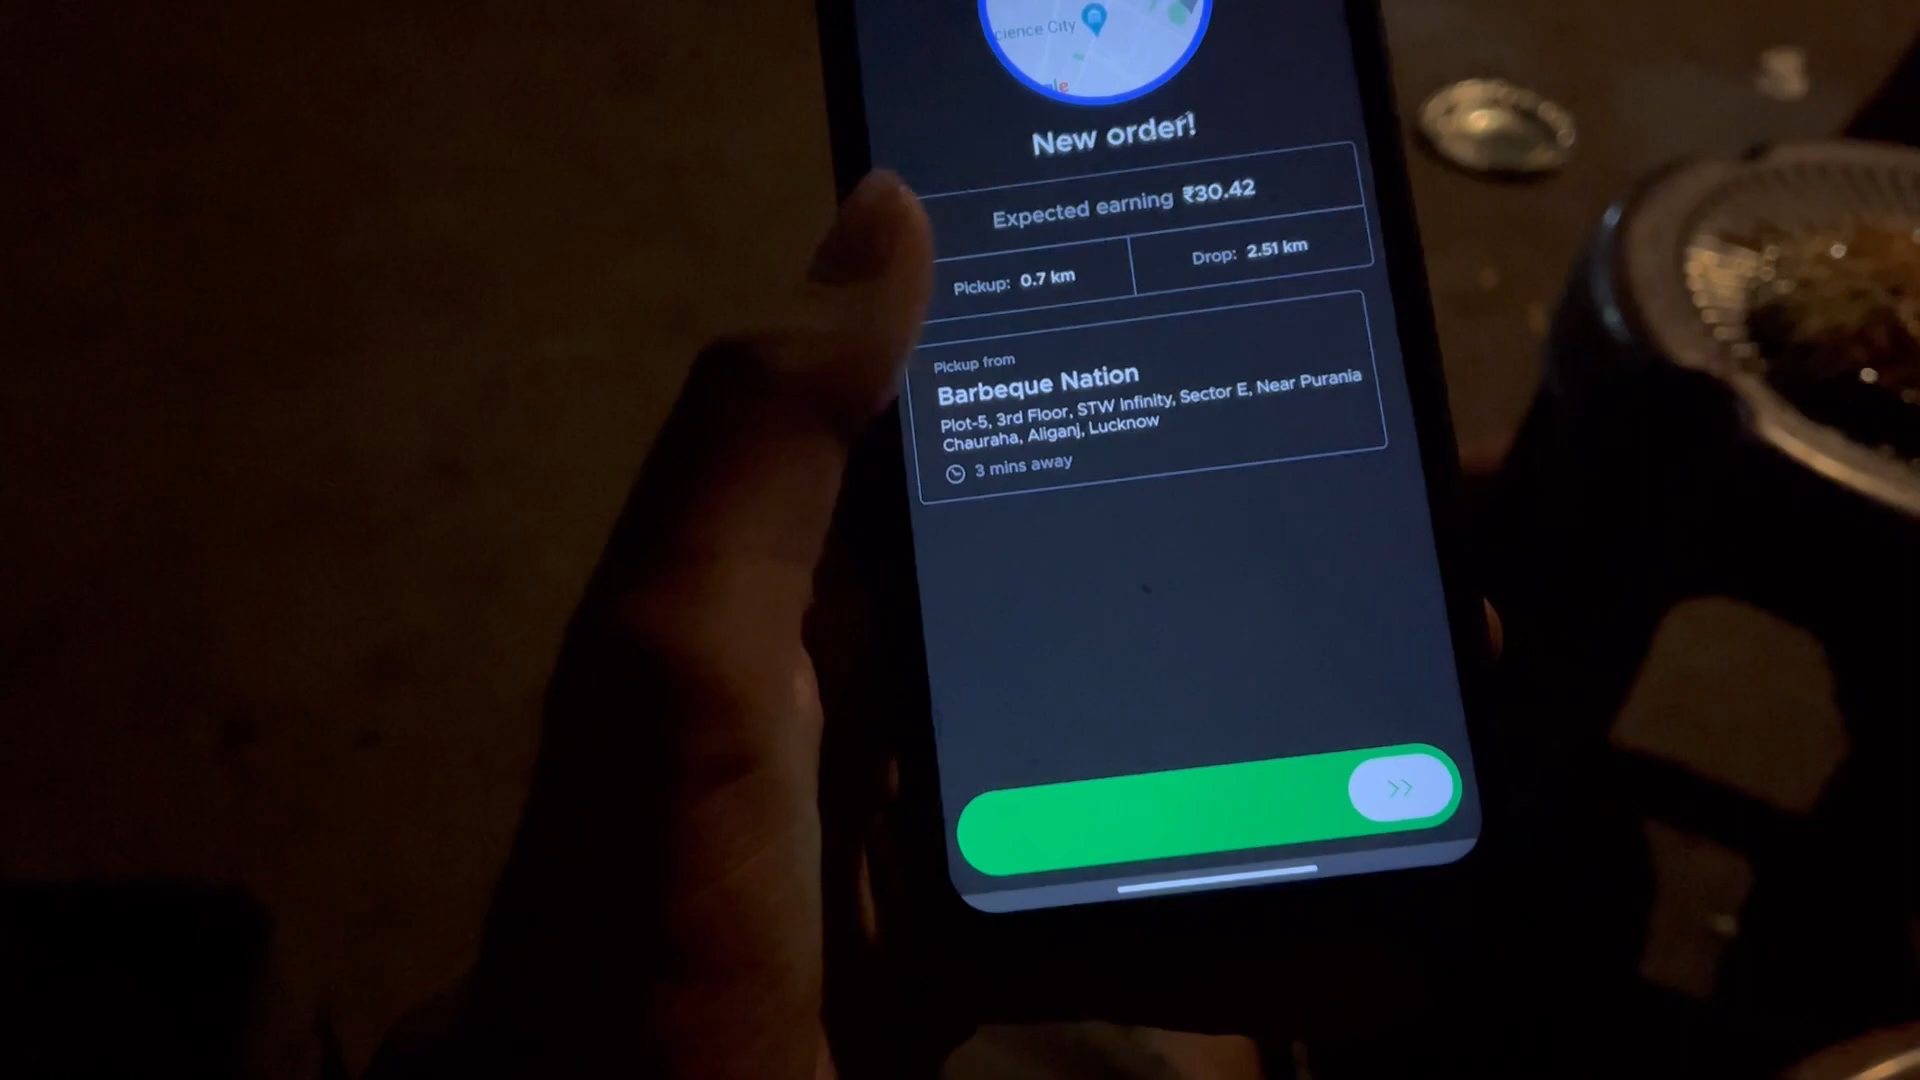 cience City
New order!
Expected earning ₹30.42
Pickup: 0.7 km
Drop: 2.51 km
Pickup from
Barbeque Nation
Plot-5, 3rd Floor, STW Infinity, Sector E, Near Purania
Chauraha, Aliganj, Lucknow
3 mins away